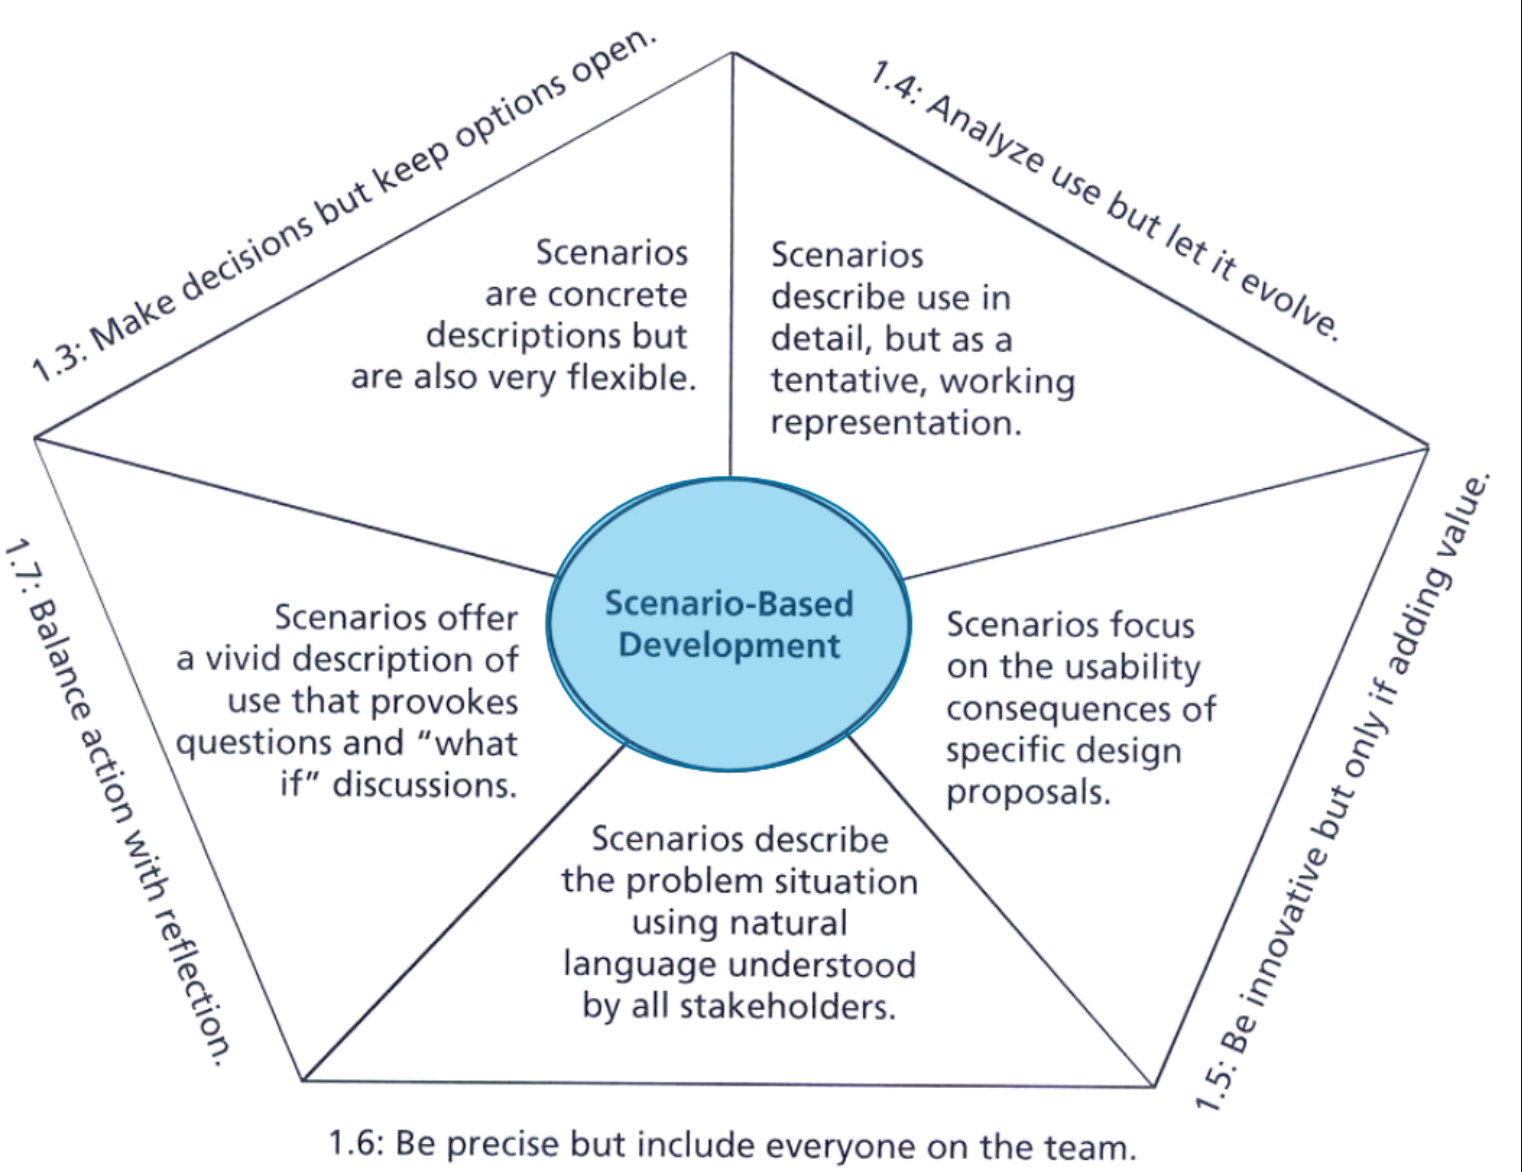 1.3: Make decisions but keep options open.
1.4: Analyze use but let it evolve.
Scenarios
are concrete
descriptions but
are also very flexible.
Scenarios
describe use in
detail, but as a
tentative, working
representation.
Scenario-Based
Development
Scenarios offer
a vivid description of
use that provokes
questions and “what
if” discussions.
Scenarios focus
on the usability
consequences of
specific design
proposals.
Scenarios describe
the problem situation
using natural
language understood
by all stakeholders.
1.7: Balance action with reflection.
1.5: Be innovative but only if adding value.
1.6: Be precise but include everyone on the team.